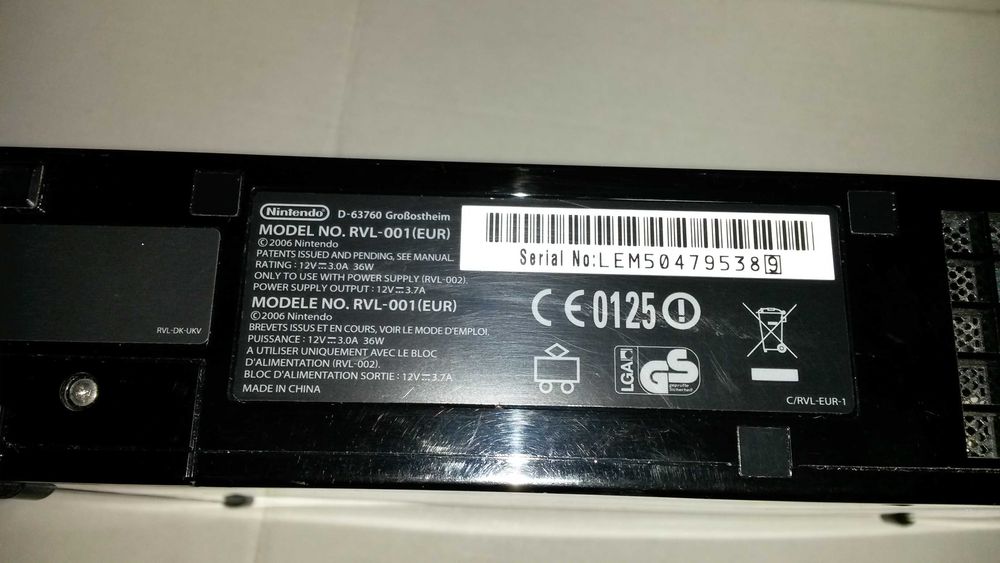 Nintendo D-63760 Großostheim
MODEL NO. RVL-001(EUR)
©2006 Nintendo
PATENTS ISSUED AND PENDING, SEE MANUAL.
RATING : 12V⎓3.0A 36W
ONLY TO USE WITH POWER SUPPLY (RVL-002).
POWER SUPPLY OUTPUT : 12V⎓3.7A
MODELE NO. RVL-001(EUR)
©2006 Nintendo
BREVETS ISSUS ET EN COURS, VOIR LE MODE D'EMPLOI.
PUISSANCE : 12V⎓3.0A 36W
A UTILISER UNIQUEMENT AVEC LE BLOC
D'ALIMENTATION (RVL-002).
BLOC D'ALIMENTATION SORTIE : 12V⎓3.7A
MADE IN CHINA
Serial No:LEM504795389
CE0125
LGA
GS
geprüfte
Sicherheit
C/RVL-EUR-1
RVL-DK-UKV